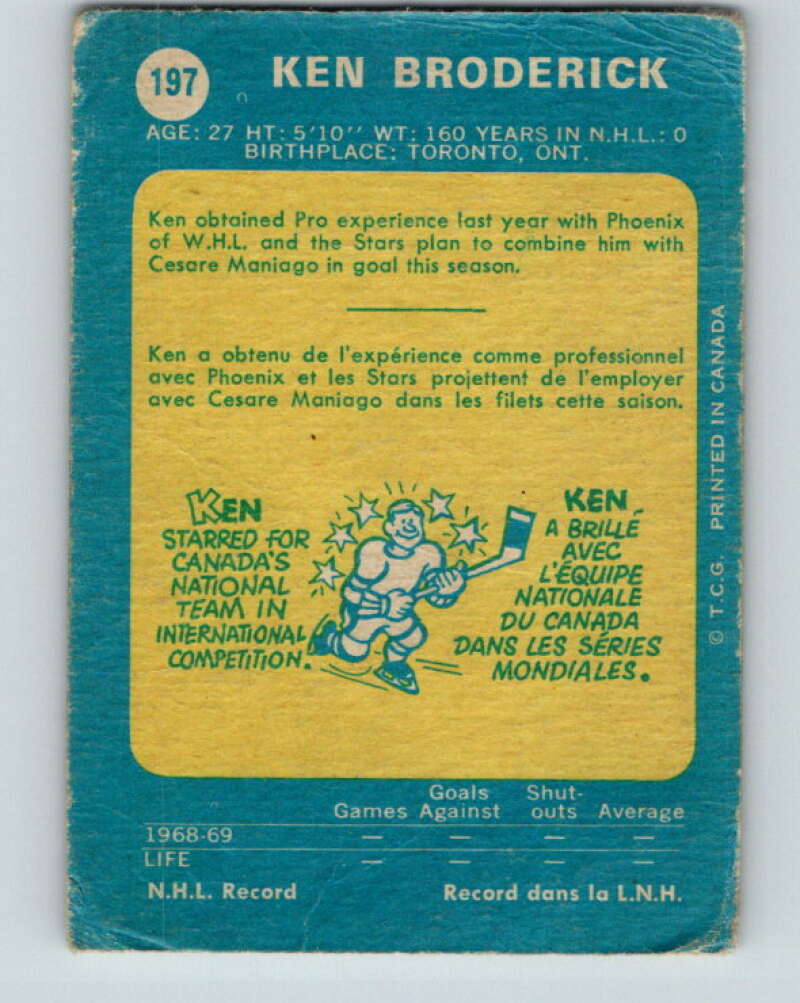 197
KEN BRODERICK
AGE: 27 HT: 5'10'' WT: 160 YEARS IN N.H.L.: 0
BIRTHPLACE: TORONTO, ONT.
Ken obtained Pro experience last year with Phoenix
of W.H.L. and the Stars plan to combine him with
Cesare Maniago in goal this season.
Ken a obtenu de l'expérience comme professionnel
avec Phoenix et les Stars projettent de l'employer
avec Cesare Maniago dans les filets cette saison.
KEN
STARRED FOR
CANADA'S
NATIONAL
TEAM IN
INTERNATIONAL
COMPETITION.
KEN
A BRILLÉ
AVEC
L'ÉQUIPE
NATIONALE
DU CANADA
DANS LES SÉRIES
MONDIALES.
© T.C.G. PRINTED IN CANADA
Goals Shut-
Games Against outs Average
1968-69 — — — —
LIFE — — — —
N.H.L. Record Record dans la L.N.H.